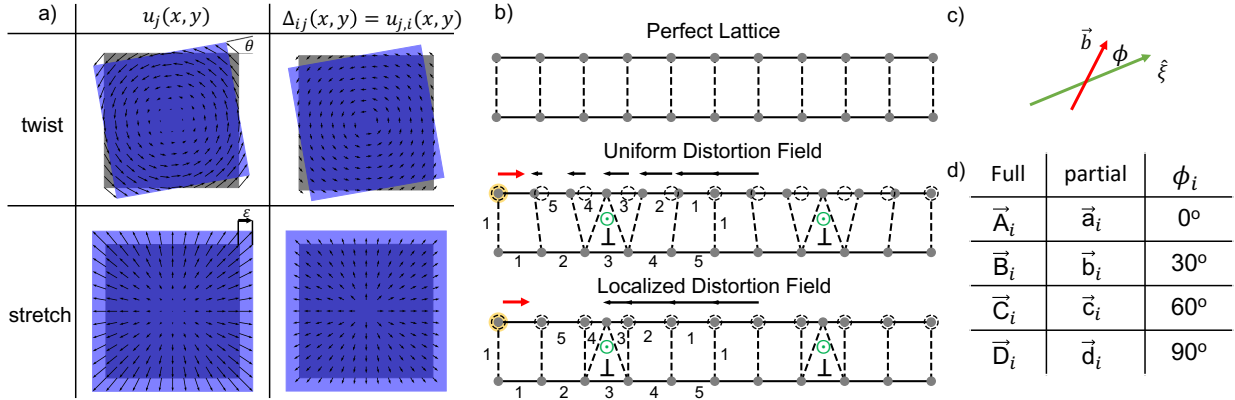 a)
u_j(x, y)
Δ_ij(x, y) = u_j,i(x, y)
θ
twist
ε
stretch
b)
Perfect Lattice
Uniform Distortion Field
5 4 3 2 1
1 1
⊙ ⊙
⊥ ⊥
1 2 3 4 5
Localized Distortion Field
5 4 3 2 1
1 1
⊙ ⊙
⊥ ⊥
1 2 3 4 5
c)
b⃗
ϕ
ξ̂
d)
Full partial ϕ_i
A⃗_i a⃗_i 0°
B⃗_i b⃗_i 30°
C⃗_i c⃗_i 60°
D⃗_i d⃗_i 90°